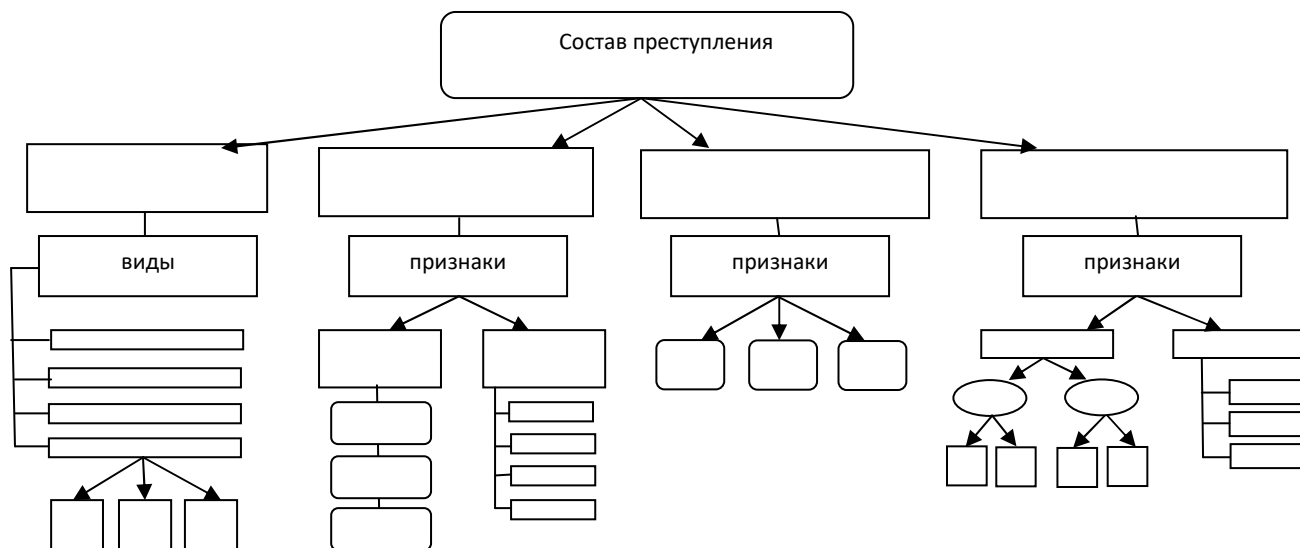 Состав преступления
виды
признаки
признаки
признаки